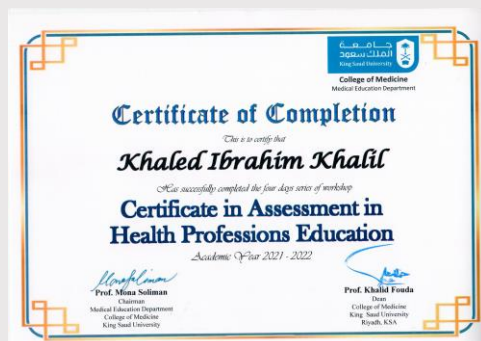 جامعة
الملك سعود
King Saud University
College of Medicine
Medical Education Department
Certificate of Completion
This is to certify that
Khaled Ibrahim Khalil
Has successfully completed the four days series of workshop
Certificate in Assessment in
Health Professions Education
Academic Year 2021 - 2022
Prof. Mona Soliman
Chairman
Medical Education Department
College of Medicine
King Saud University
Prof. Khalid Fouda
Dean
College of Medicine
King Saud University
Riyadh, KSA